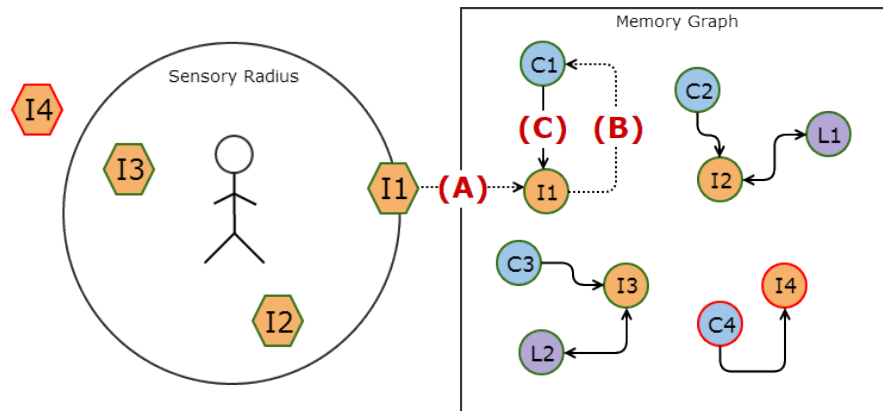 Memory Graph
Sensory Radius
I4
I3
I1
I2
(A)
C1
(C)
(B)
I1
C2
L1
I2
C3
I3
L2
I4
C4